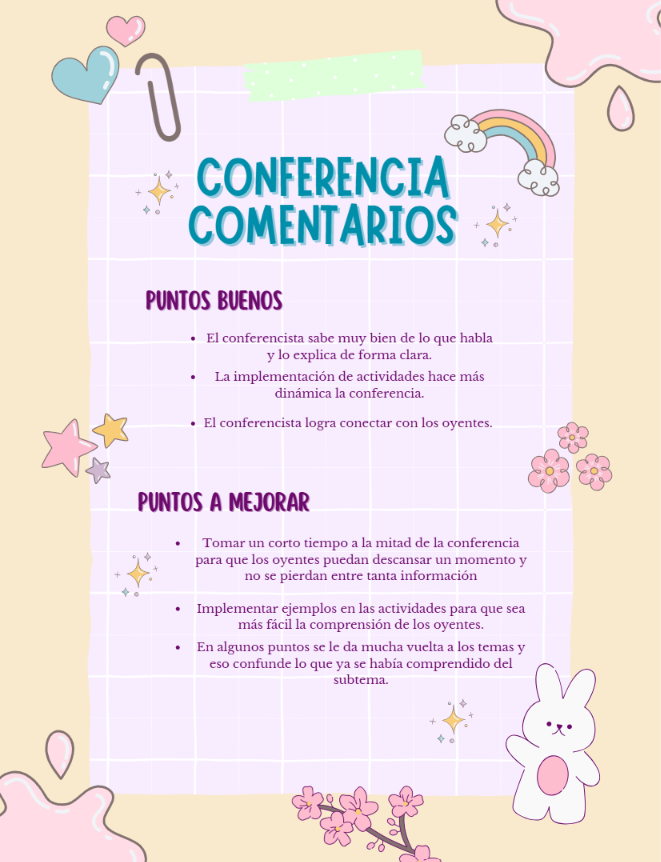 CONFERENCIA
COMENTARIOS
PUNTOS BUENOS
• El conferencista sabe muy bien de lo que habla
y lo explica de forma clara.
• La implementación de actividades hace más
dinámica la conferencia.
• El conferencista logra conectar con los oyentes.
PUNTOS A MEJORAR
• Tomar un corto tiempo a la mitad de la conferencia
para que los oyentes puedan descansar un momento y
no se pierdan entre tanta información
• Implementar ejemplos en las actividades para que sea
más fácil la comprensión de los oyentes.
• En algunos puntos se le da mucha vuelta a los temas y
eso confunde lo que ya se había comprendido del
subtema.